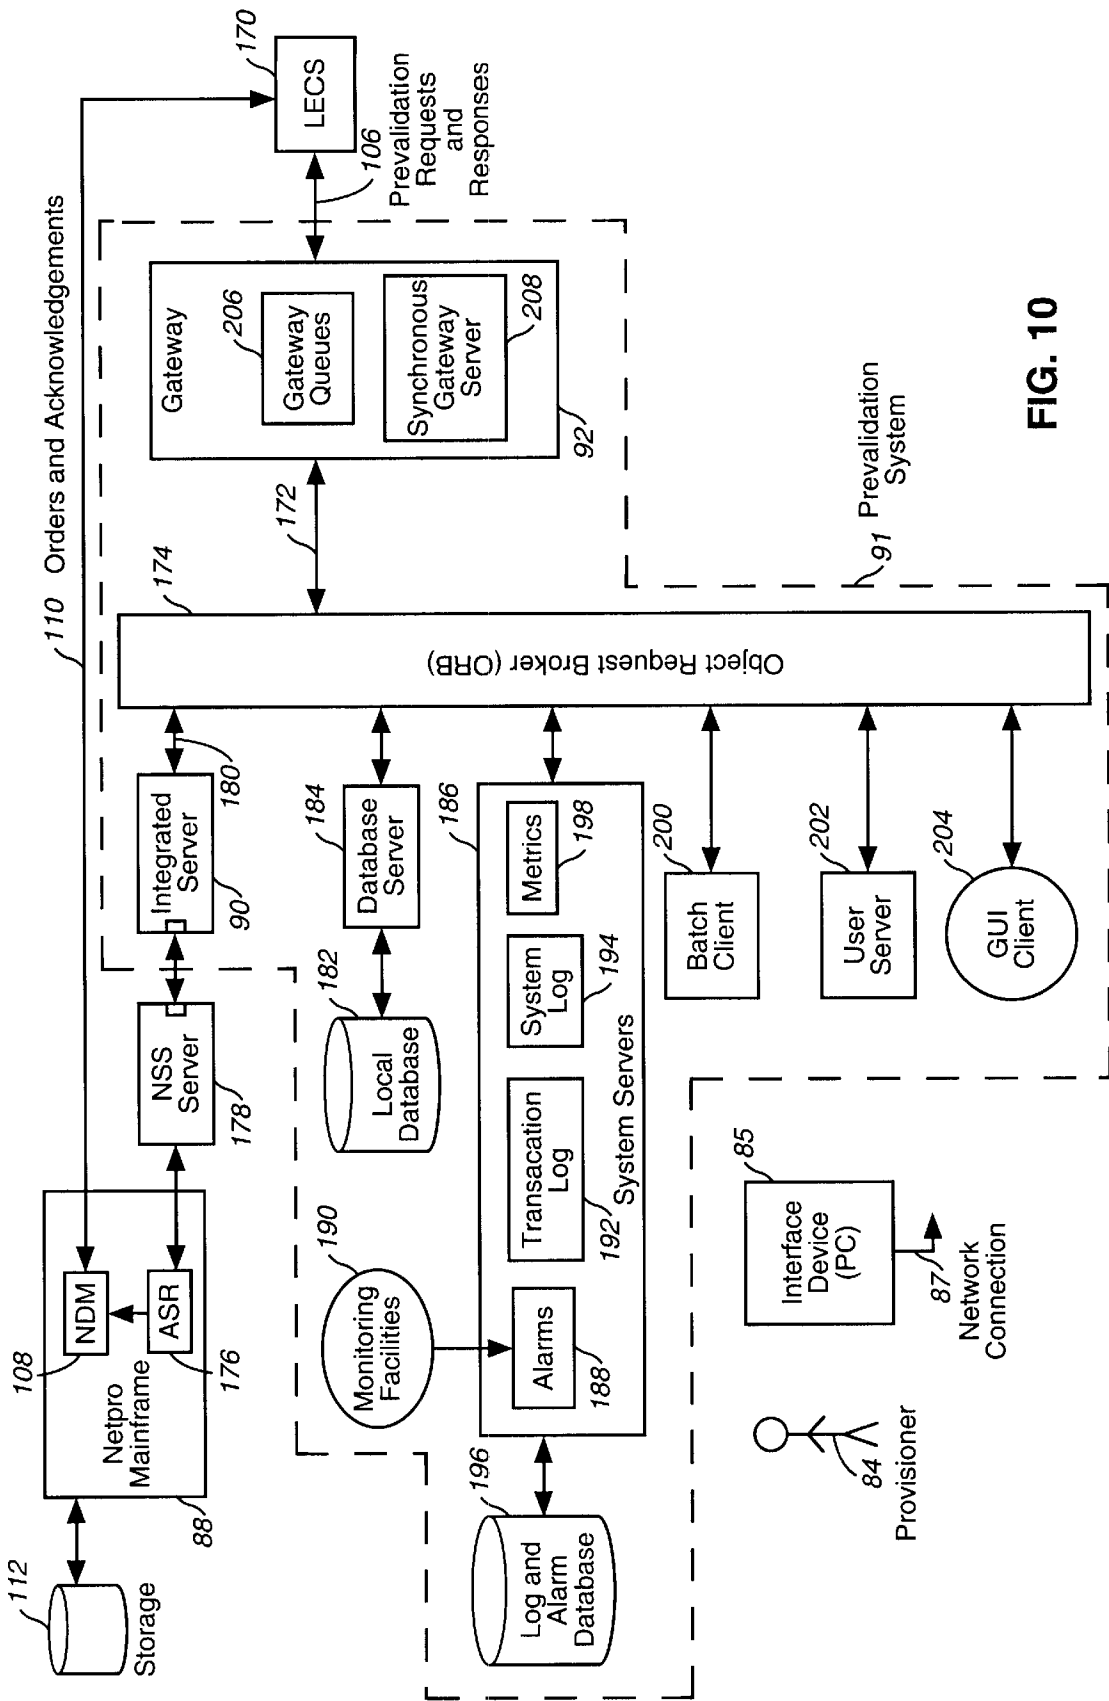 112
Storage
88
Netpro
Mainframe
108
NDM
ASR
176
110 Orders and Acknowledgements
NSS
Server
178
Integrated
Server
90
180
174
Object Request Broker (ORB)
172
Gateway
206
Gateway
Queues
Synchronous
Gateway
Server
208
92
170
LECS
106
Prevalidation
Requests
and
Responses
190
Monitoring
Facilities
182
Local
Database
184
Database
Server
186
Alarms
188
Transacation
Log
192
System
Log
194
Metrics
198
System Servers
196
Log and
Alarm
Database
200
Batch
Client
202
User
Server
204
GUI
Client
91 Prevalidation
System
84
Provisioner
85
Interface
Device
(PC)
87
Network
Connection
FIG. 10